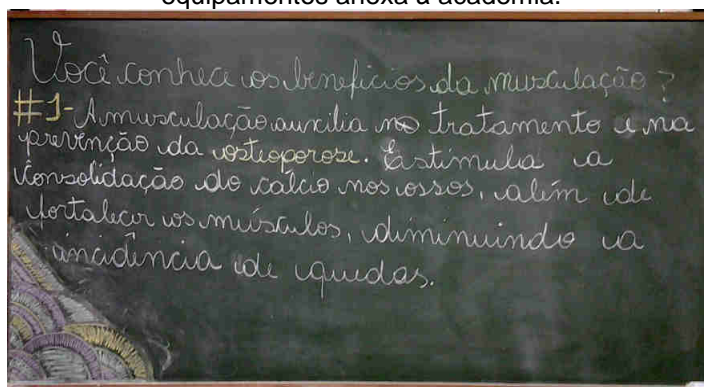 equipamentos anexa à academia.
Você conhece os benefícios da musculação?
#1- A musculação auxilia no tratamento e na
prevenção da osteoporose. Estimula a
consolidação do cálcio nos ossos, além de
fortalecer os músculos, diminuindo a
incidência de quedas.